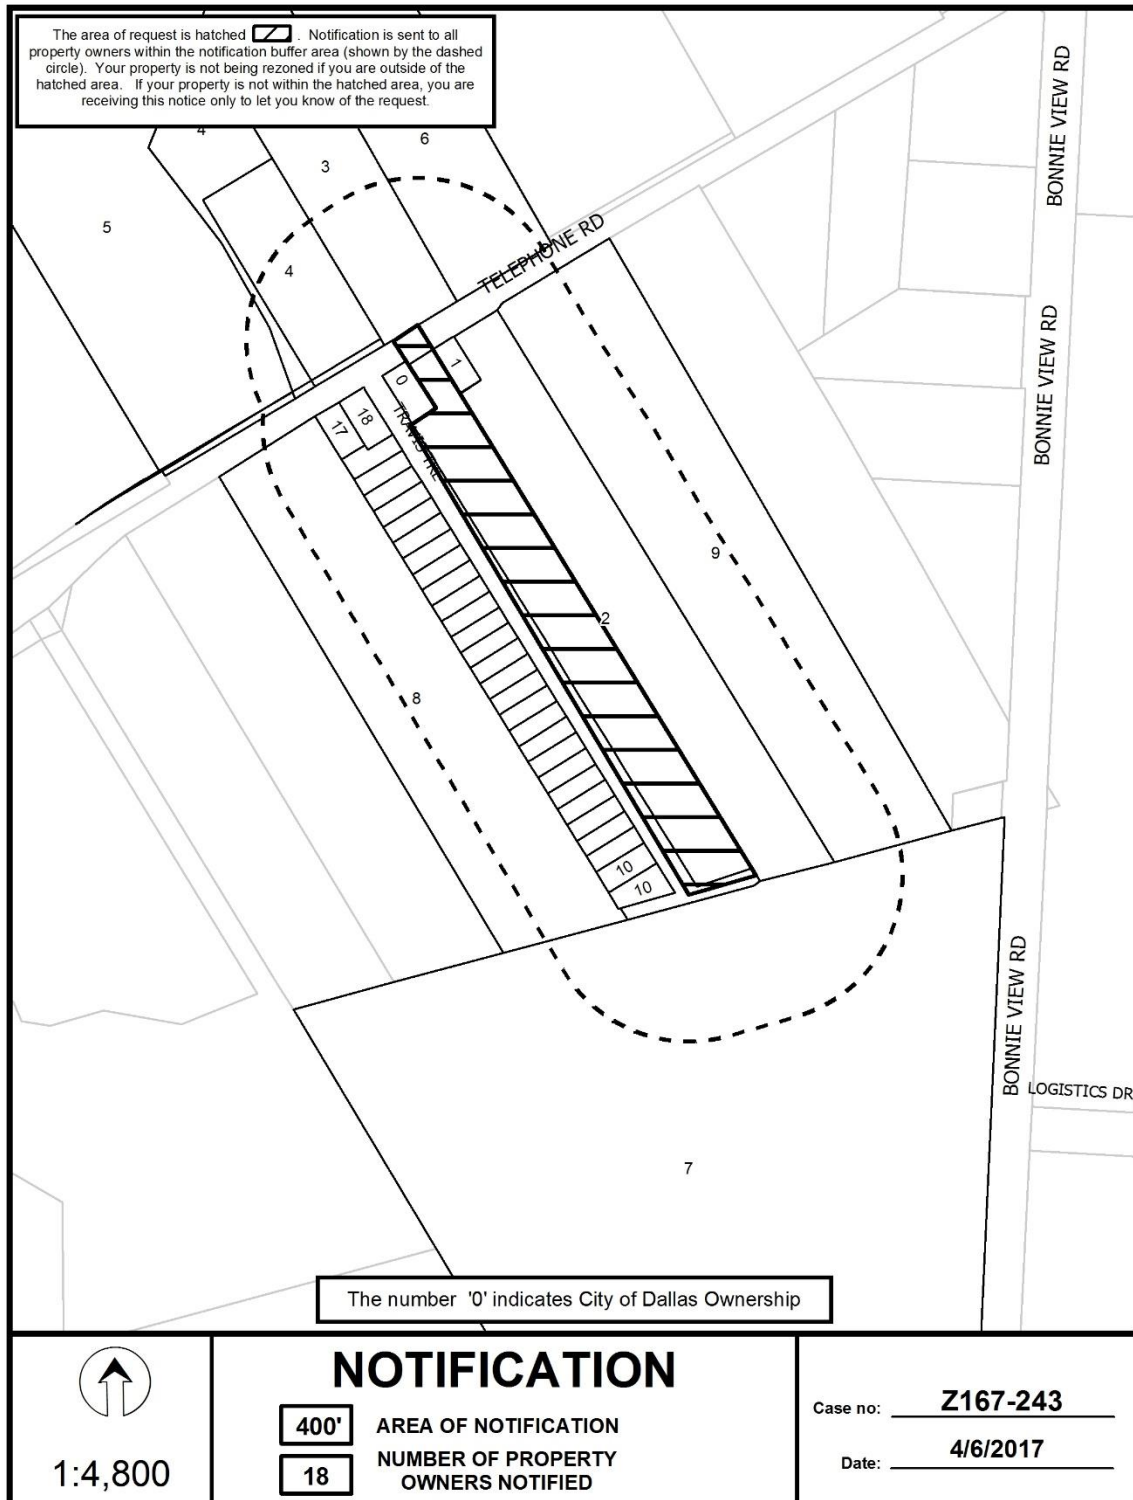 The area of request is hatched . Notification is sent to all
property owners within the notification buffer area (shown by the dashed
circle). Your property is not being rezoned if you are outside of the
hatched area. If your property is not within the hatched area, you are
receiving this notice only to let you know of the request.
4
3
6
5
4
TELEPHONE RD
BONNIE VIEW RD
BONNIE VIEW RD
1
0
18
17
TRAVIS TRL
9
2
8
10
10
BONNIE VIEW RD
LOGISTICS DR
7
The number '0' indicates City of Dallas Ownership
1:4,800
NOTIFICATION
400' AREA OF NOTIFICATION
18 NUMBER OF PROPERTY
OWNERS NOTIFIED
Case no: Z167-243
Date: 4/6/2017